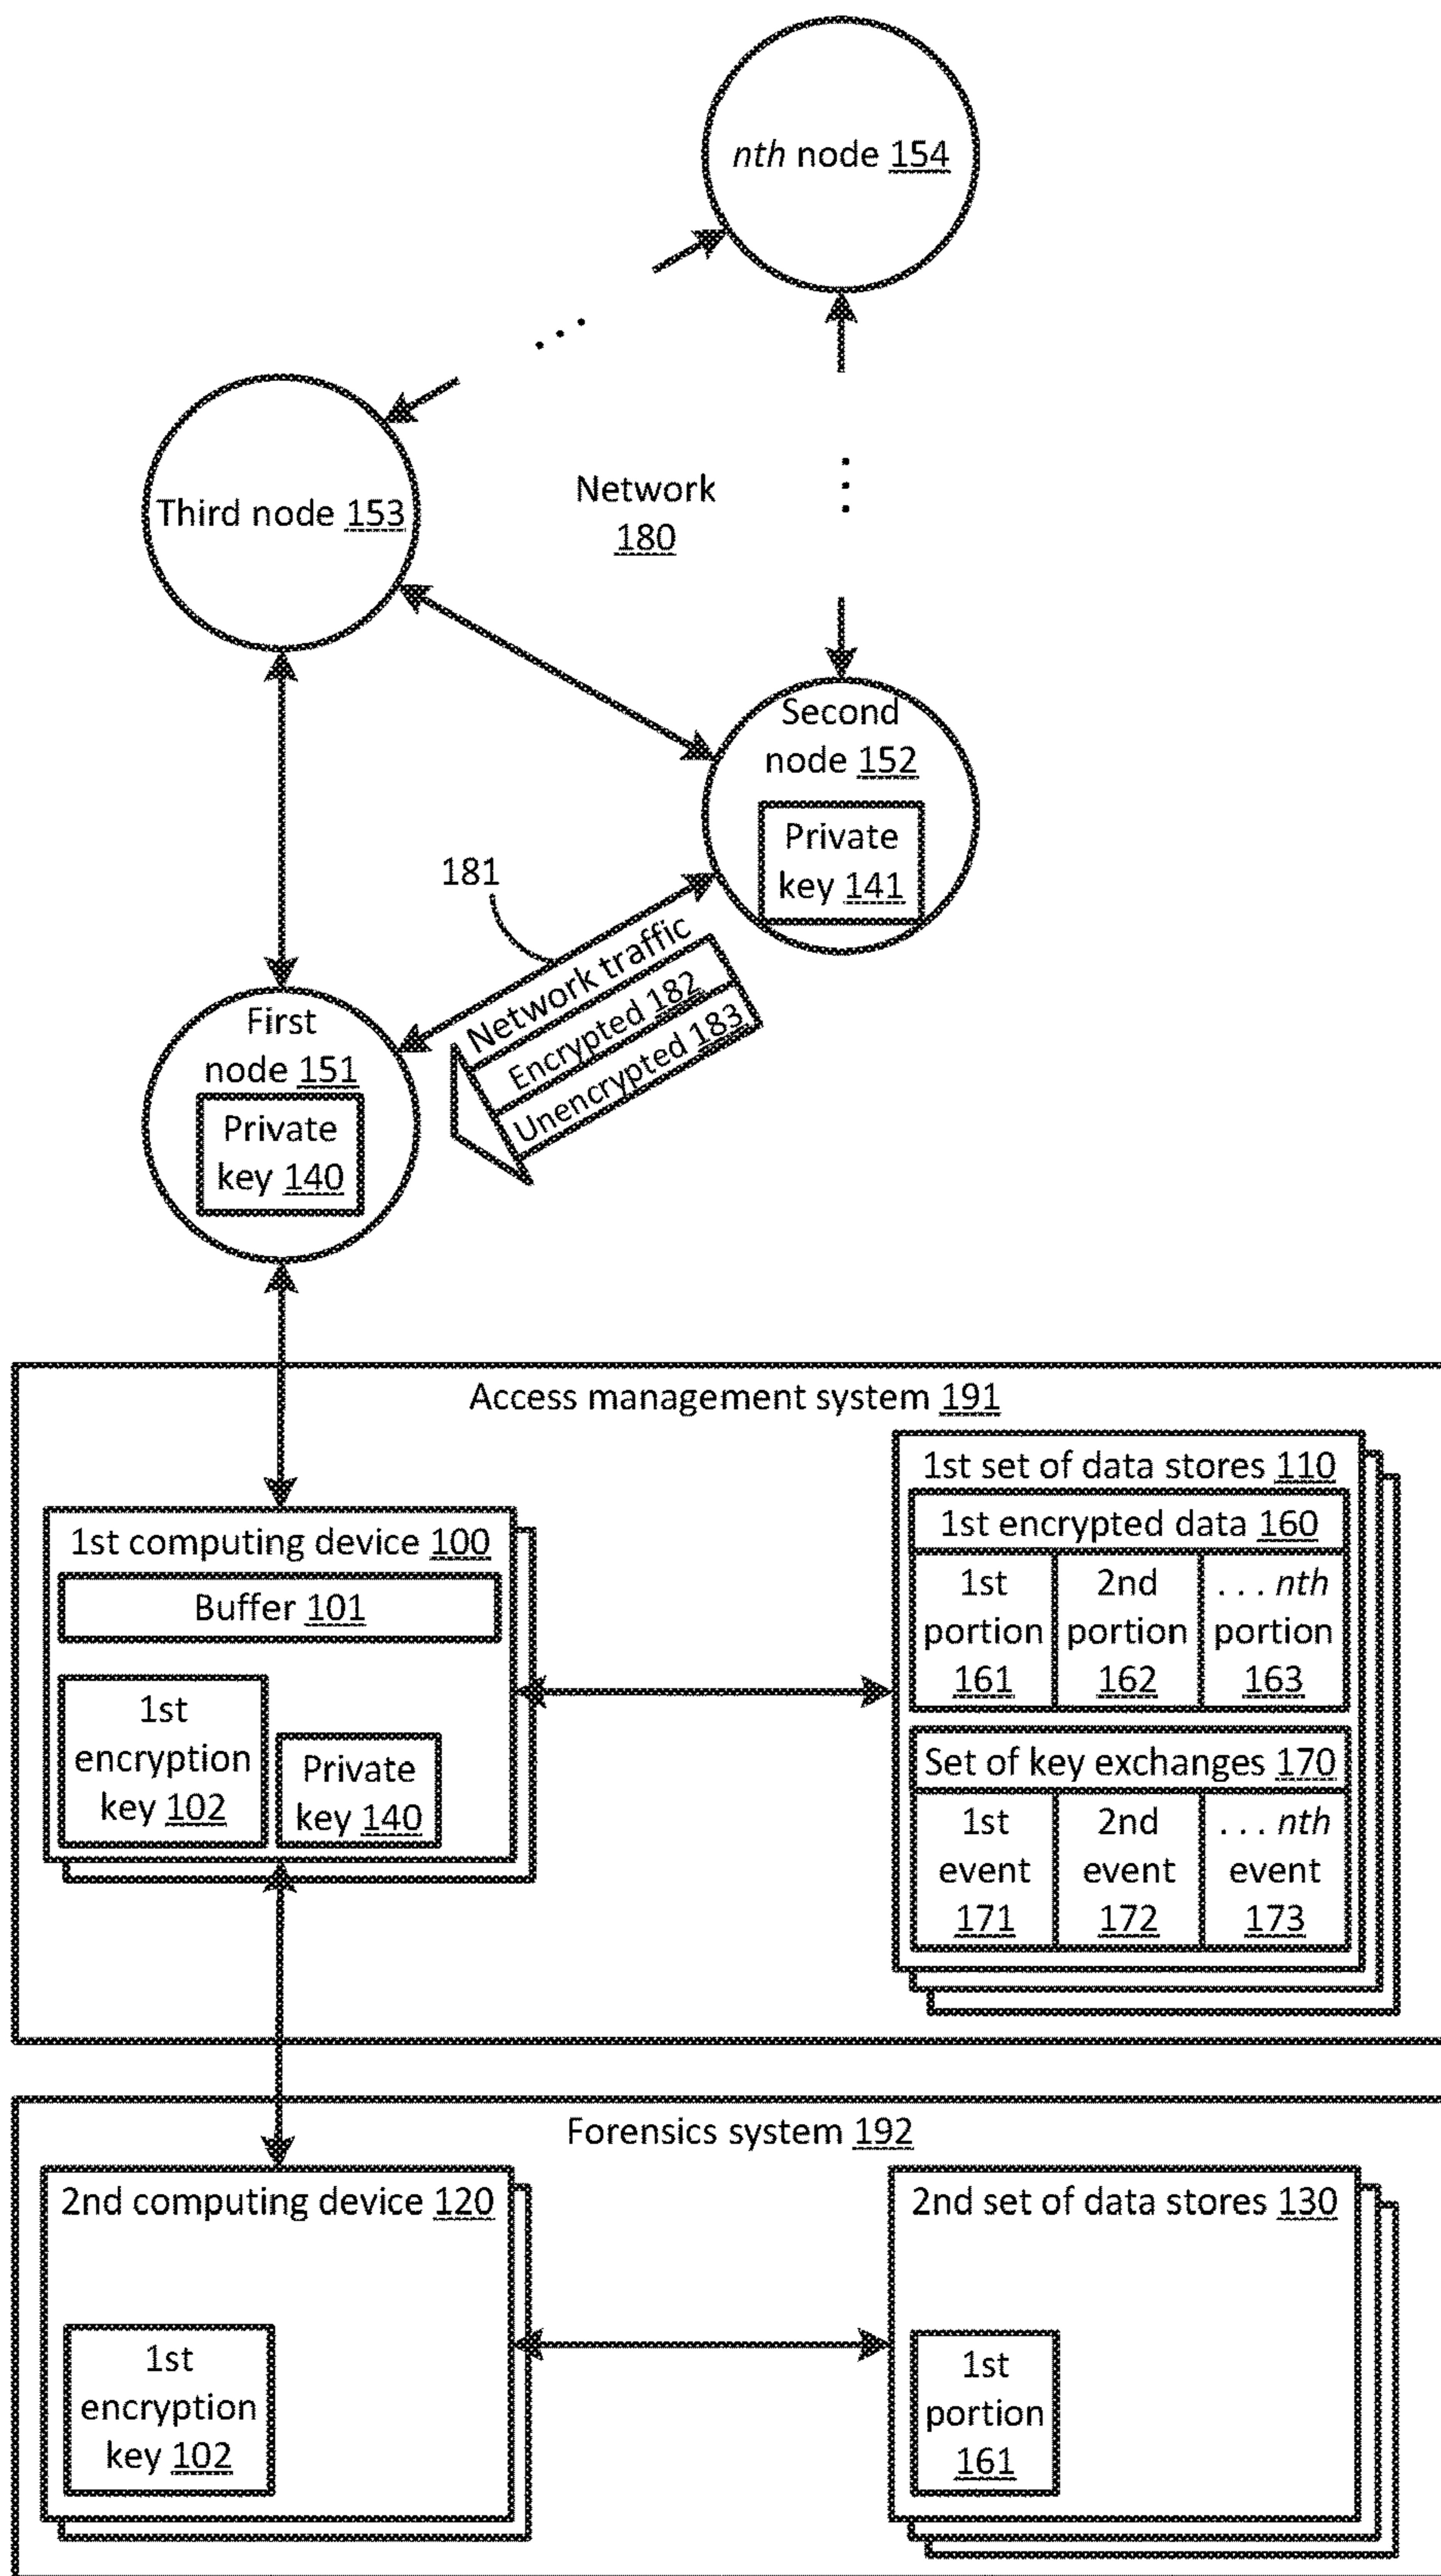 nth node 154
Third node 153
Network
180
Second
node 152
Private
key 141
181
Network traffic
Encrypted 182
Unencrypted 183
First
node 151
Private
key 140
Access management system 191
1st computing device 100
Buffer 101
1st
encryption
key 102
Private
key 140
1st set of data stores 110
1st encrypted data 160
1st
portion
161
2nd
portion
162
. . . nth
portion
163
Set of key exchanges 170
1st
event
171
2nd
event
172
. . . nth
event
173
Forensics system 192
2nd computing device 120
1st
encryption
key 102
2nd set of data stores 130
1st
portion
161